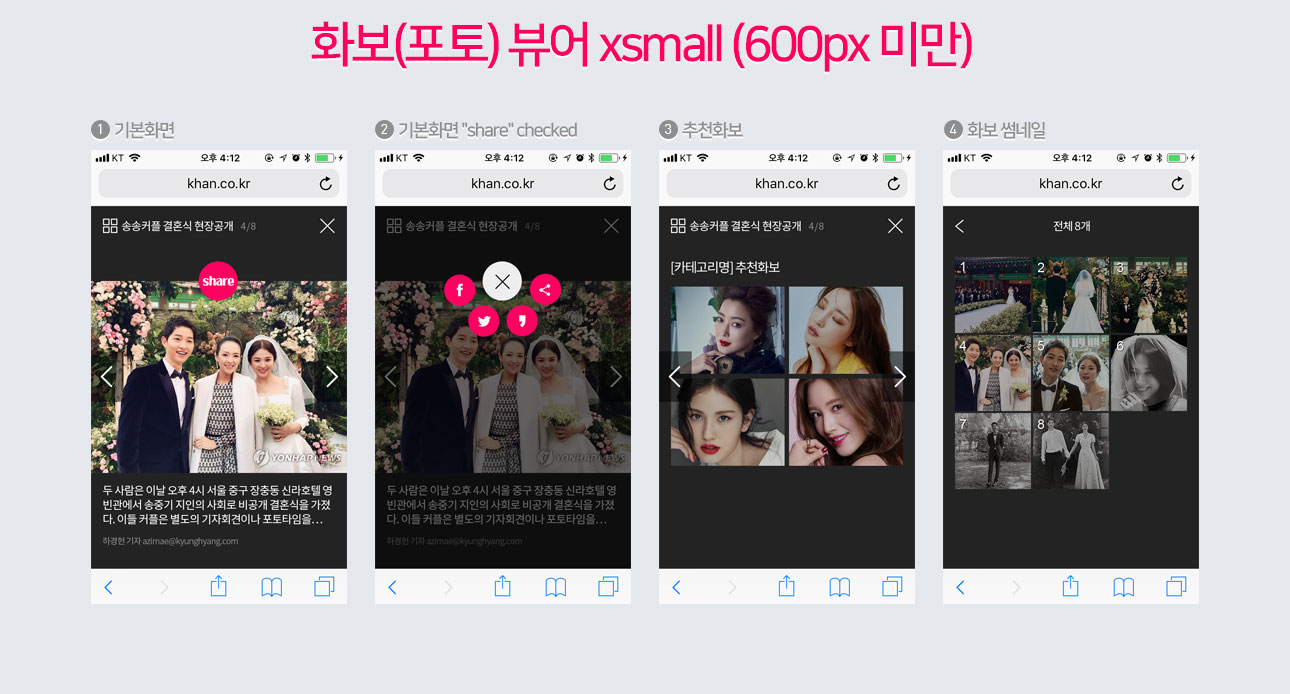 화보(포토) 뷰어 xsmall (600px 미만)
1 기본화면
KT 오후 4:12
khan.co.kr
송송커플 결혼식 현장공개 4/8
share
YONHAP NEWS
두 사람은 이날 오후 4시 서울 중구 장충동 신라호텔 영
빈관에서 송중기 지인의 사회로 비공개 결혼식을 가졌
다. 이들 커플은 별도의 기자회견이나 포토타임을...
하경헌 기자 azimae@kyunghyang.com
2 기본화면 "share" checked
KT 오후 4:12
khan.co.kr
송송커플 결혼식 현장공개 4/8
f
YONHAP NEWS
두 사람은 이날 오후 4시 서울 중구 장충동 신라호텔 영
빈관에서 송중기 지인의 사회로 비공개 결혼식을 가졌
다. 이들 커플은 별도의 기자회견이나 포토타임을...
하경헌 기자 azimae@kyunghyang.com
3 추천화보
KT 오후 4:12
khan.co.kr
송송커플 결혼식 현장공개 4/8
[카테고리명] 추천화보
4 화보 썸네일
KT 오후 4:12
khan.co.kr
전체 8개
1 2 3
4 5 6
7 8